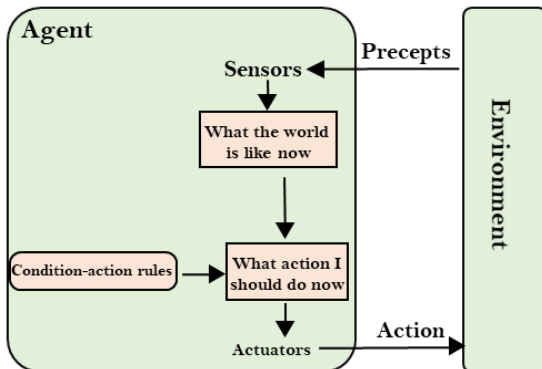 Agent
Precepts
Sensors
What the world
is like now
Environment
Condition-action rules
What action I
should do now
Action
Actuators